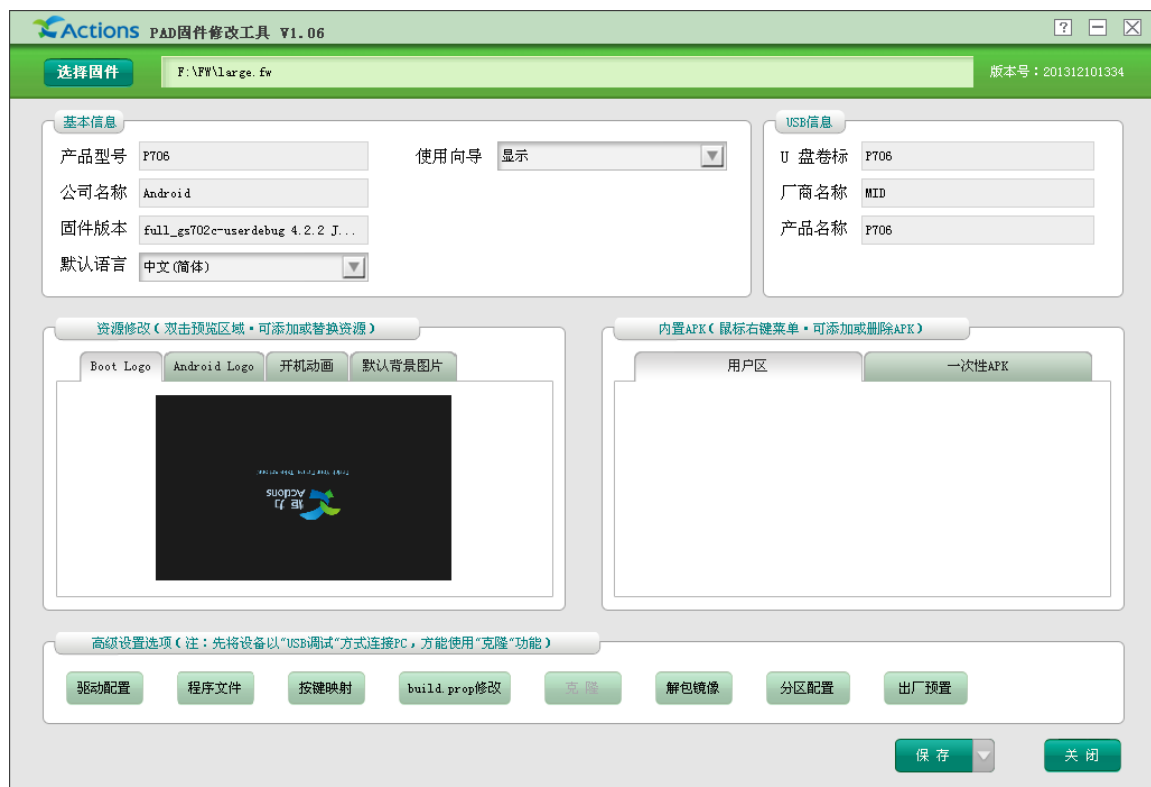 Actions PAD固件修改工具 V1.06
选择固件 F:\FW\large.fw 版本号：201312101334
基本信息
产品型号 P706 使用向导 显示
公司名称 Android
固件版本 full_gs702c-userdebug 4.2.2 J...
默认语言 中文(简体)
USB信息
U 盘卷标 P706
厂商名称 MID
产品名称 P706
资源修改(双击预览区域·可添加或替换资源)
Boot Logo Android Logo 开机动画 默认背景图片
Actions
炬力
内置APK(鼠标右键菜单·可添加或删除APK)
用户区 一次性APK
高级设置选项(注：先将设备以"USB调试"方式连接PC，方能使用"克隆"功能)
驱动配置 程序文件 按键映射 build.prop修改 克隆 解包镜像 分区配置 出厂预置
保存 关闭